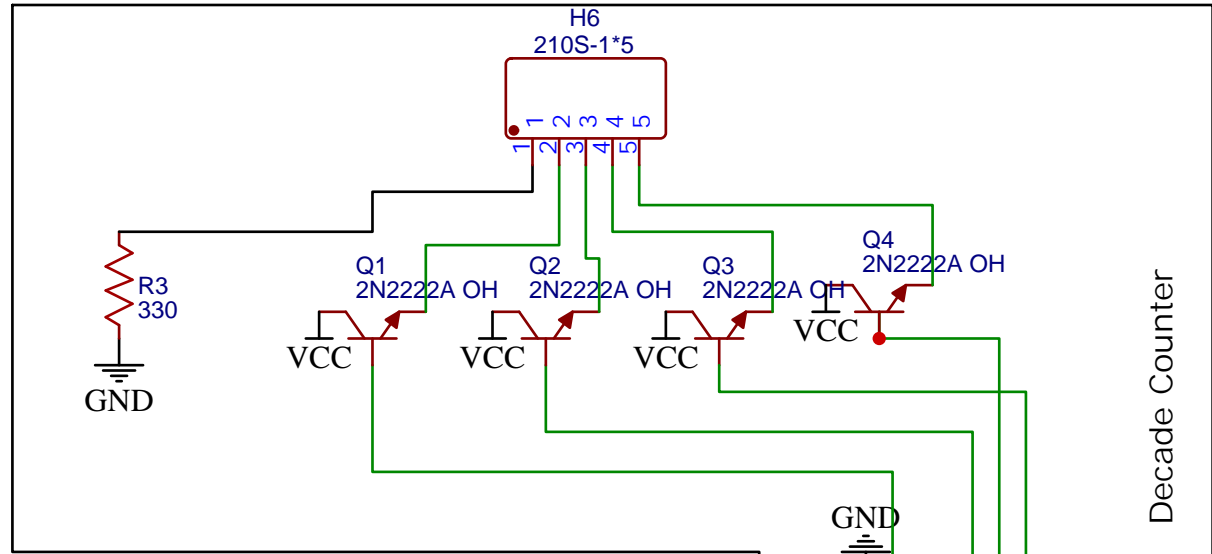 H6
210S-1*5
1 2 3 4 5
1 2 3 4 5
R3
330
GND
Q1
2N2222A OH
VCC
Q2
2N2222A OH
VCC
Q3
2N2222A OH
VCC
Q4
2N2222A OH
VCC
GND
Decade Counter